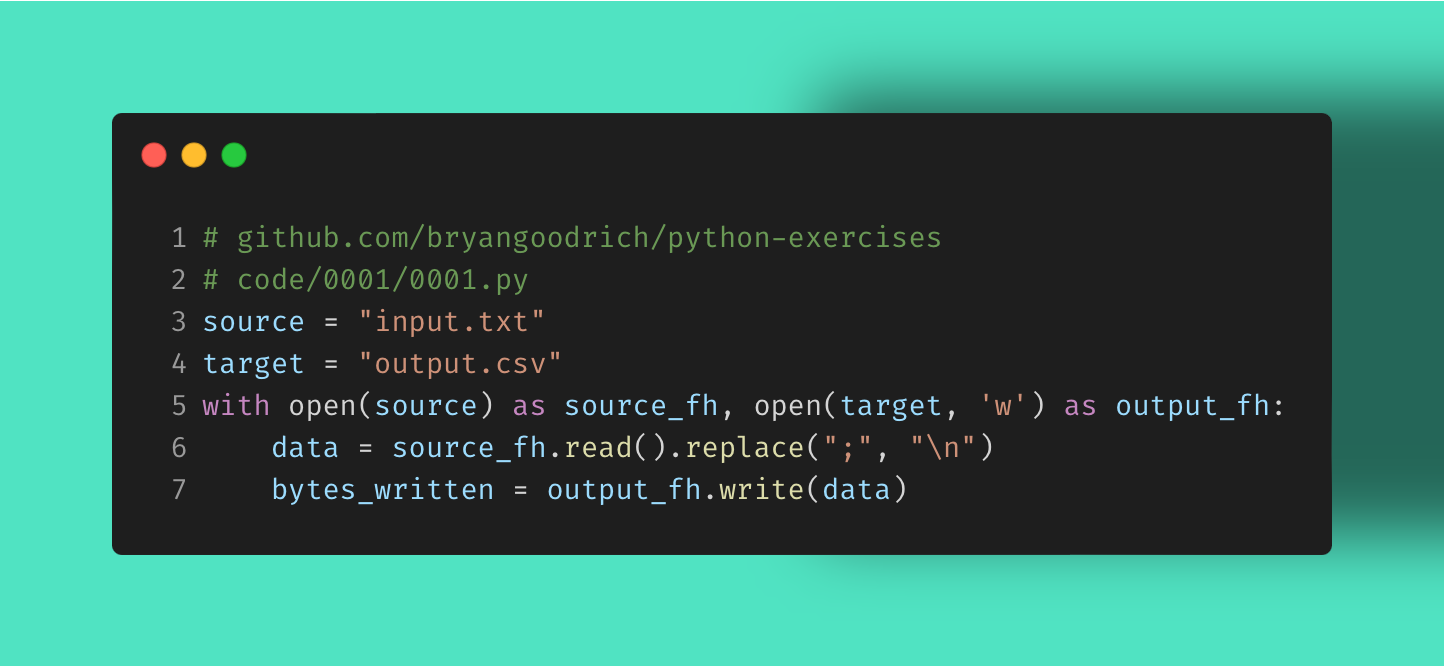 1 # github.com/bryangoodrich/python-exercises
2 # code/0001/0001.py
3 source = "input.txt"
4 target = "output.csv"
5 with open(source) as source_fh, open(target, 'w') as output_fh:
6     data = source_fh.read().replace(";", "\n")
7     bytes_written = output_fh.write(data)